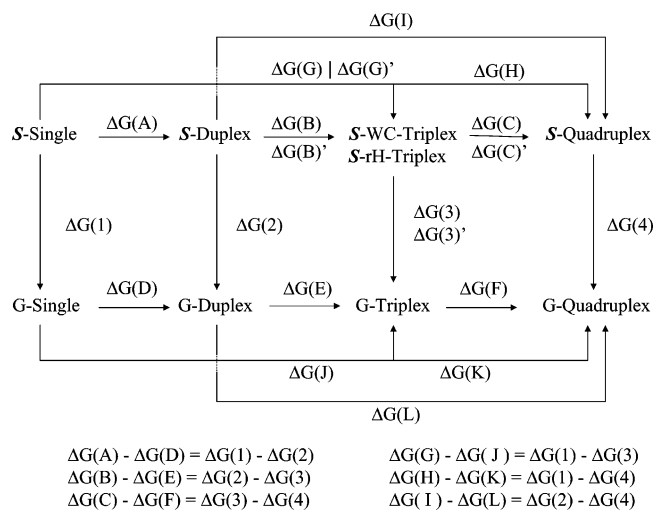 ΔG(I)
ΔG(G) | ΔG(G)’ ΔG(H)
S-Single ΔG(A) S-Duplex ΔG(B) S-WC-Triplex ΔG(C) S-Quadruplex
ΔG(B)’ S-rH-Triplex ΔG(C)’
ΔG(1) ΔG(2) ΔG(3) ΔG(4)
ΔG(3)’
G-Single ΔG(D) G-Duplex ΔG(E) G-Triplex ΔG(F) G-Quadruplex
ΔG(J) ΔG(K)
ΔG(L)
ΔG(A) - ΔG(D) = ΔG(1) - ΔG(2) ΔG(G) - ΔG( J ) = ΔG(1) - ΔG(3)
ΔG(B) - ΔG(E) = ΔG(2) - ΔG(3) ΔG(H) - ΔG(K) = ΔG(1) - ΔG(4)
ΔG(C) - ΔG(F) = ΔG(3) - ΔG(4) ΔG( I ) - ΔG(L) = ΔG(2) - ΔG(4)